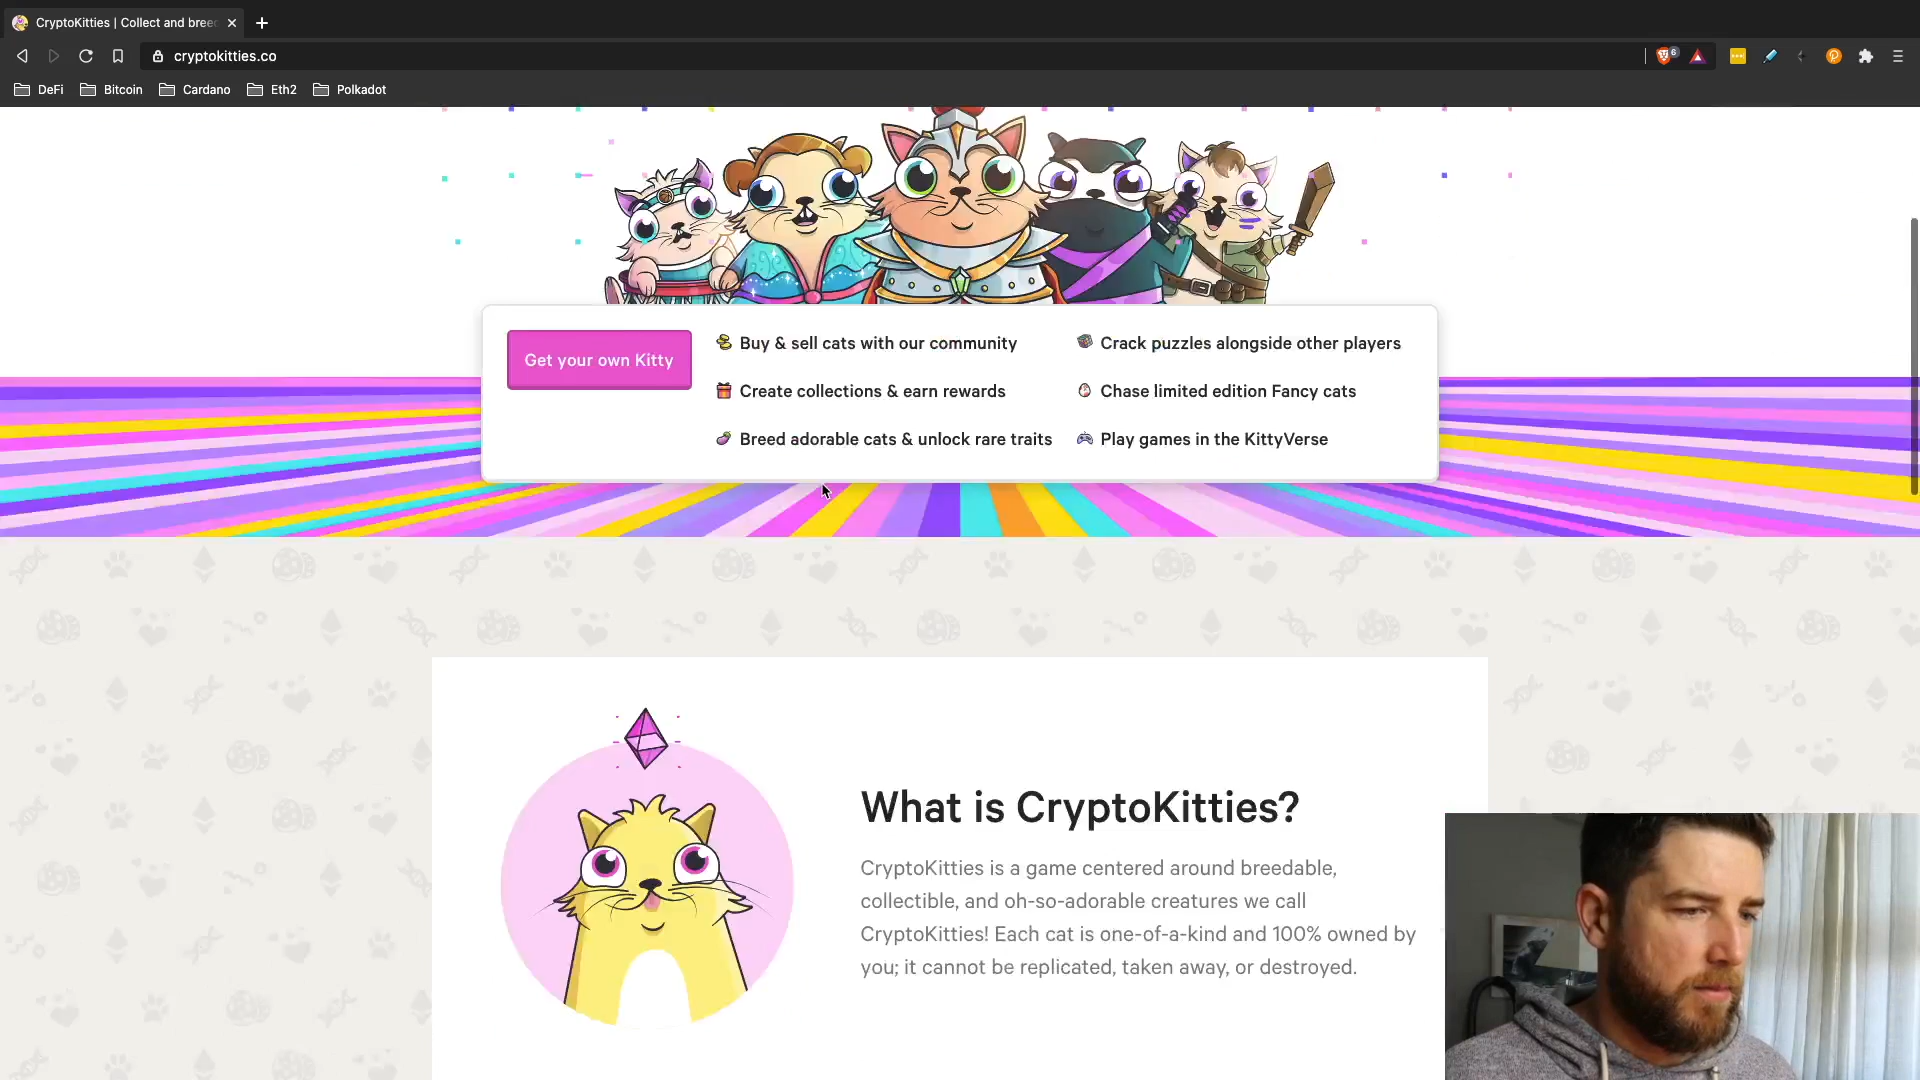 CryptoKitties | Collect and bree
cryptokitties.co
6
DeFi
Bitcoin
Cardano
Eth2
Polkadot
Get your own Kitty
Buy & sell cats with our community
Crack puzzles alongside other players
Create collections & earn rewards
Chase limited edition Fancy cats
Breed adorable cats & unlock rare traits
Play games in the KittyVerse
What is CryptoKitties?
CryptoKitties is a game centered around breedable,
collectible, and oh-so-adorable creatures we call
CryptoKitties! Each cat is one-of-a-kind and 100% owned by
you; it cannot be replicated, taken away, or destroyed.